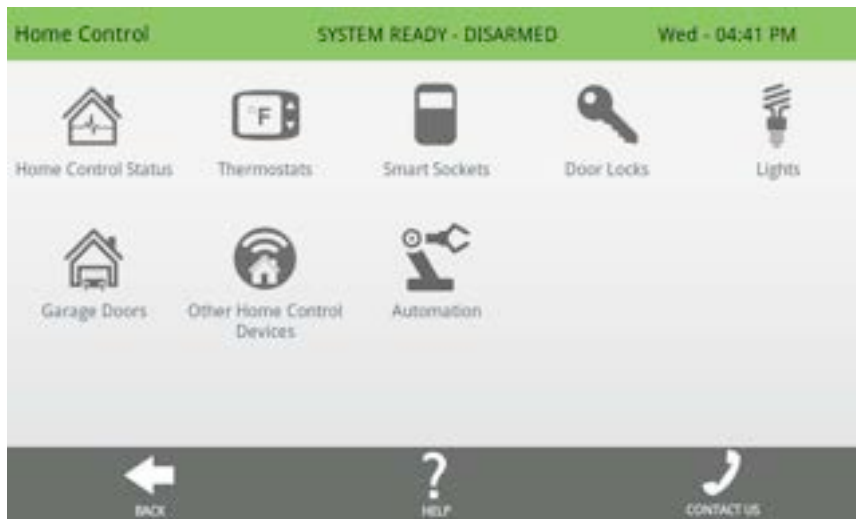 Home Control SYSTEM READY - DISARMED Wed - 04:41 PM
°F
Home Control Status Thermostats Smart Sockets Door Locks Lights
Garage Doors Other Home Control Automation
Devices
?
BACK HELP CONTACT US